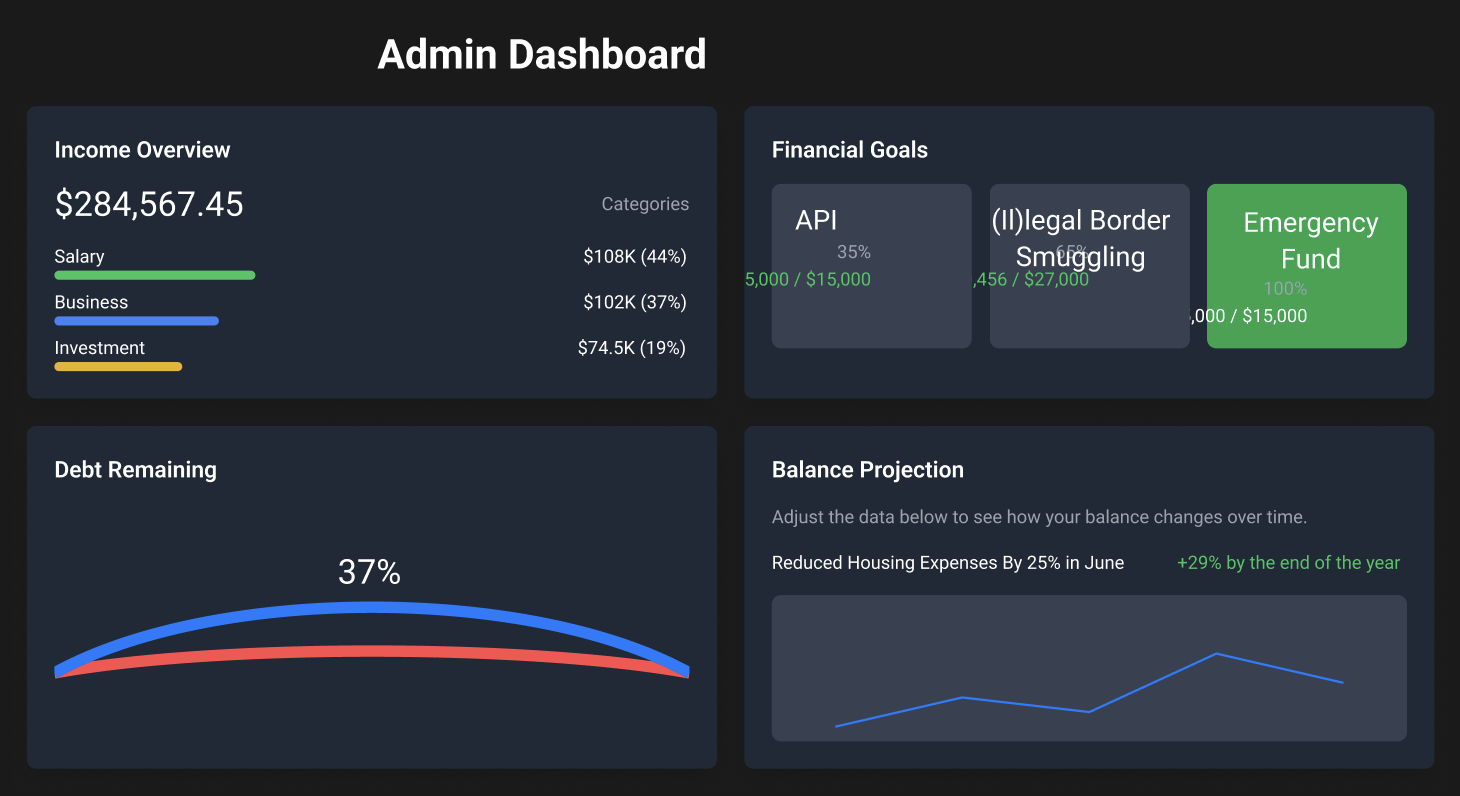 Admin Dashboard
Income Overview
$284,567.45
Categories
Salary
$108K (44%)
Business
$102K (37%)
Investment
$74.5K (19%)
Financial Goals
API
35%
5,000 / $15,000
(Il)legal Border
Smuggling
65%
,456 / $27,000
Emergency
Fund
100%
,000 / $15,000
Debt Remaining
37%
Balance Projection
Adjust the data below to see how your balance changes over time.
Reduced Housing Expenses By 25% in June
+29% by the end of the year